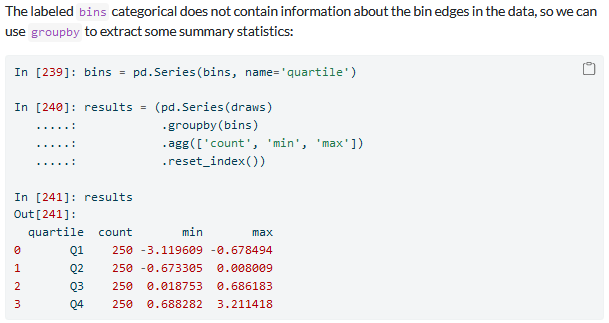 The labeled bins categorical does not contain information about the bin edges in the data, so we can
use groupby to extract some summary statistics:
In [239]: bins = pd.Series(bins, name='quartile')
In [240]: results = (pd.Series(draws)
   .....:            .groupby(bins)
   .....:            .agg(['count', 'min', 'max'])
   .....:            .reset_index())
In [241]: results
Out[241]:
  quartile  count       min       max
0       Q1    250 -3.119609 -0.678494
1       Q2    250 -0.673305  0.008009
2       Q3    250  0.018753  0.686183
3       Q4    250  0.688282  3.211418